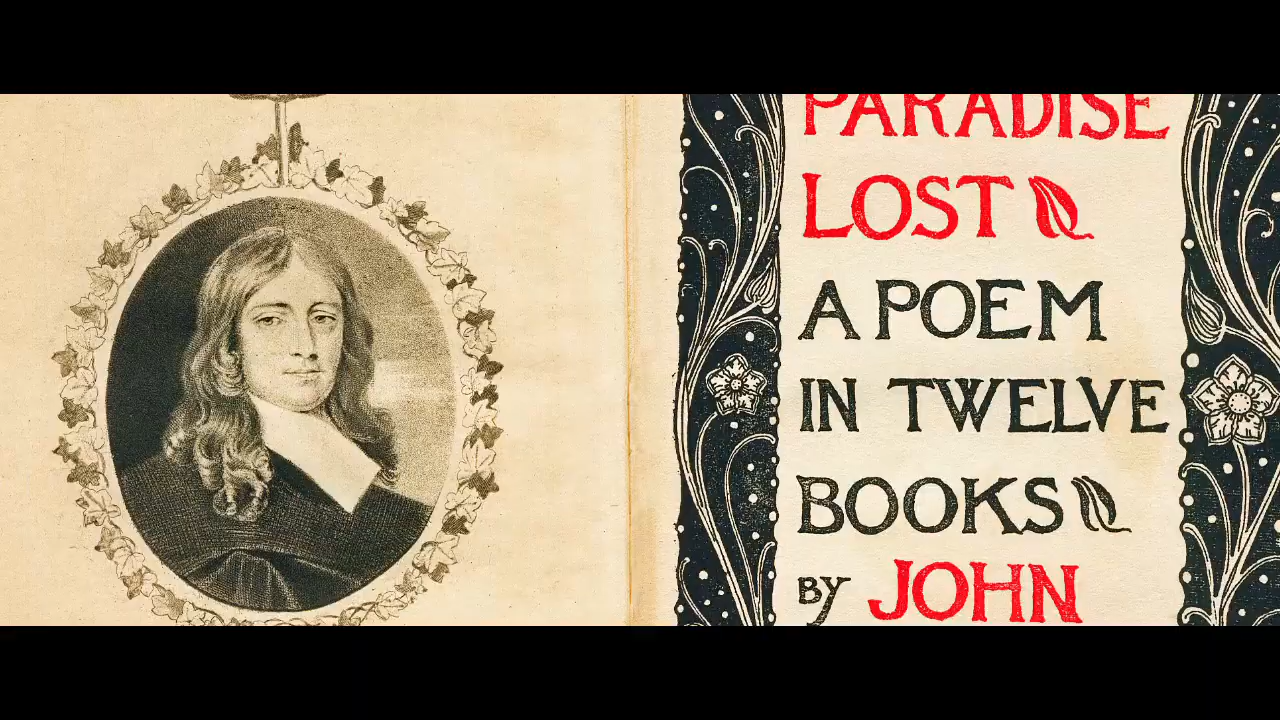 PARADISE
LOST
A POEM
IN TWELVE
BOOKS
BY JOHN